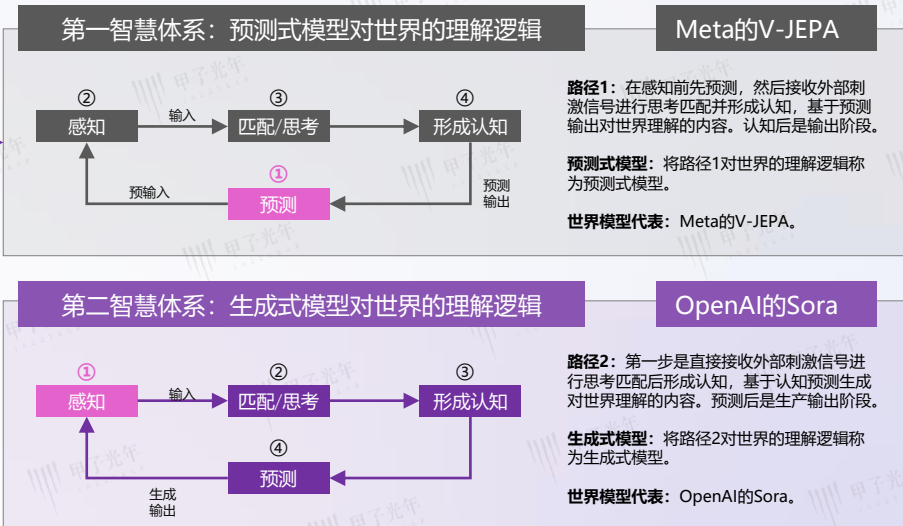 第一智慧体系：预测式模型对世界的理解逻辑
Meta的V-JEPA
②
③
④
感知
输入
匹配/思考
形成认知
①
预输入
预测
预测
输出
路径1：在感知前先预测，然后接收外部刺
激信号进行思考匹配并形成认知，基于预测
输出对世界理解的内容。认知后是输出阶段。
预测式模型：将路径1对世界的理解逻辑称
为预测式模型。
世界模型代表：Meta的V-JEPA。
第二智慧体系：生成式模型对世界的理解逻辑
OpenAI的Sora
①
②
③
感知
输入
匹配/思考
形成认知
④
预测
生成
输出
路径2：第一步是直接接收外部刺激信号进
行思考匹配后形成认知，基于认知预测生成
对世界理解的内容。预测后是生产输出阶段。
生成式模型：将路径2对世界的理解逻辑称
为生成式模型。
世界模型代表：OpenAI的Sora。
甲子光年